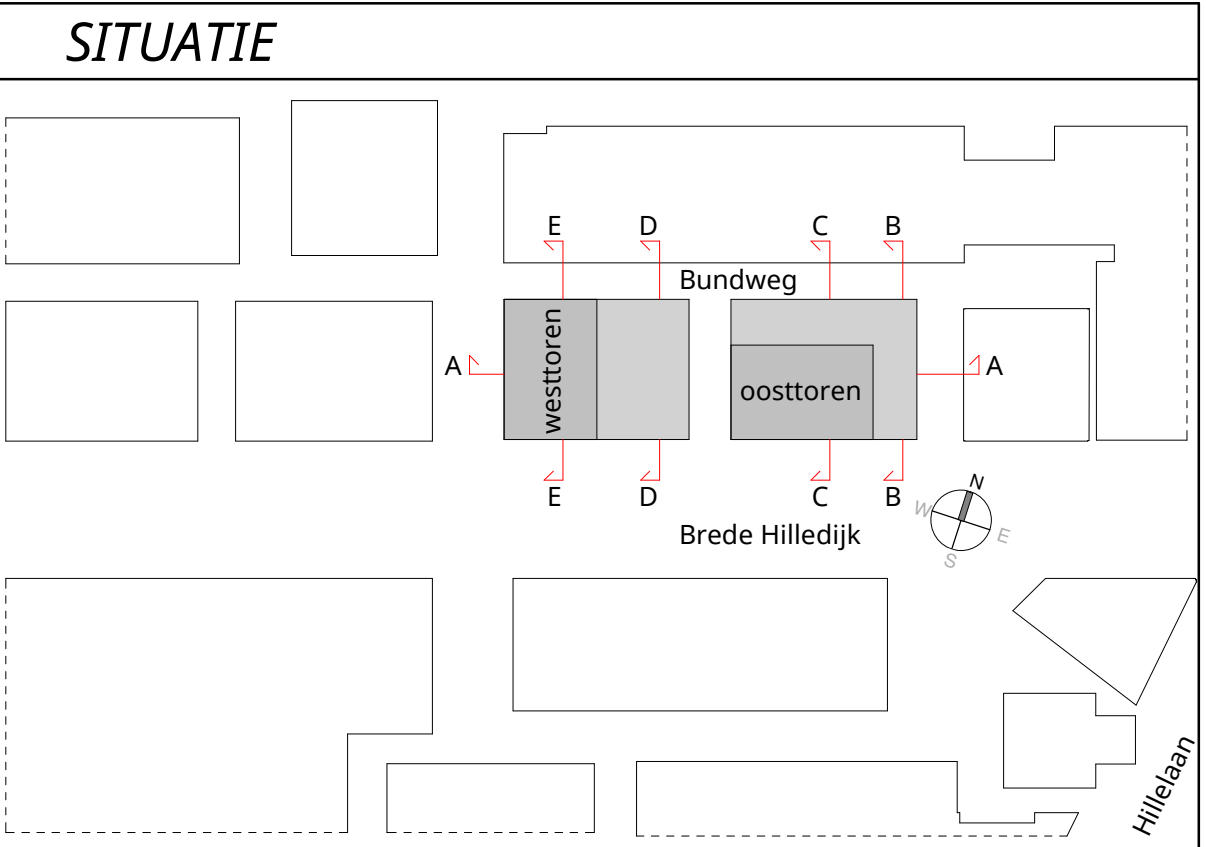 SITUATIE
E
D
C
B
Bundweg
westtoren
A
A
oosttoren
E
D
C
B
N
W
E
S
Brede Hilledijk
Hillelaan